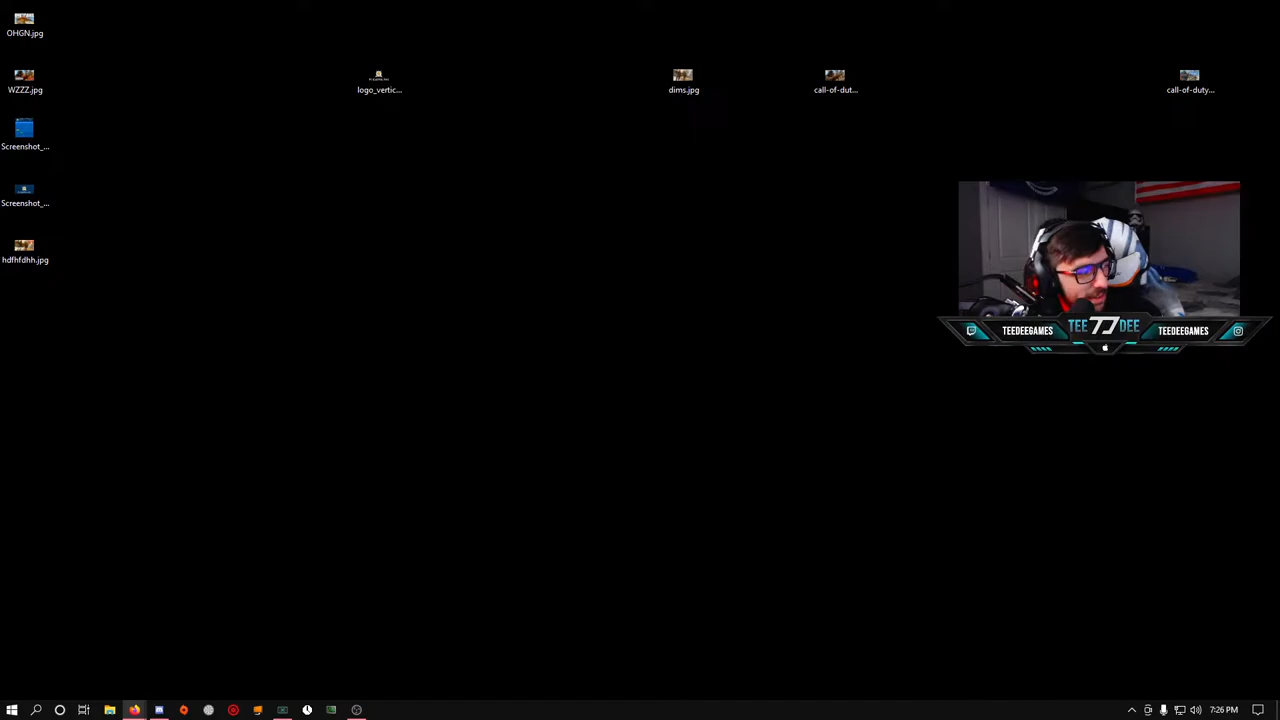 OHGN.jpg
WZZZ.jpg
logo_vertic...
dims.jpg
call-of-dut...
call-of-duty...
Screenshot_...
Screenshot_...
hdfhfdhh.jpg
TEEDEEGAMES
TEE TJ DEE
TEEDEEGAMES
7:26 PM